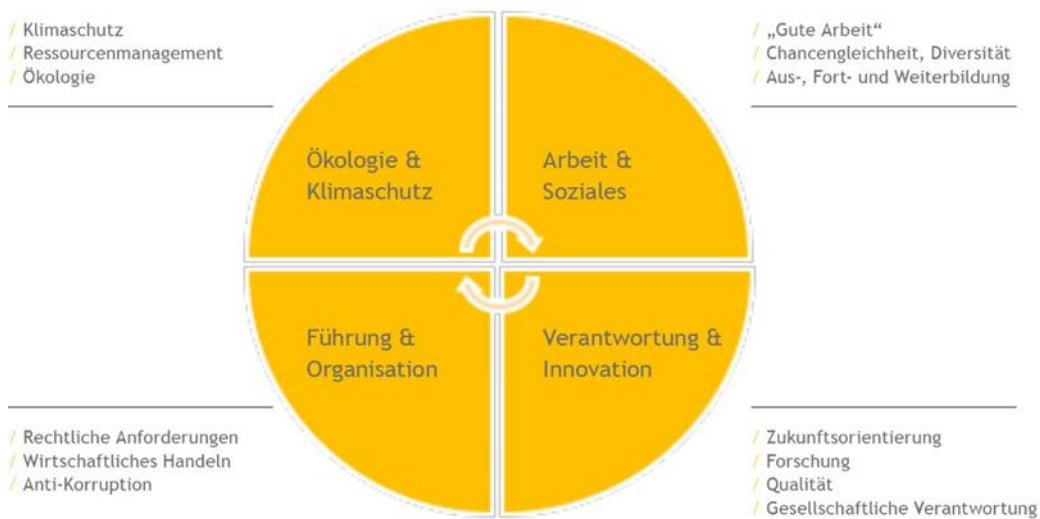 / Klimaschutz
/ Ressourcenmanagement
/ Ökologie
/ „Gute Arbeit“
/ Chancengleichheit, Diversität
/ Aus-, Fort- und Weiterbildung
Ökologie &
Klimaschutz
Arbeit &
Soziales
Führung &
Organisation
Verantwortung &
Innovation
/ Rechtliche Anforderungen
/ Wirtschaftliches Handeln
/ Anti-Korruption
/ Zukunftsorientierung
/ Forschung
/ Qualität
/ Gesellschaftliche Verantwortung